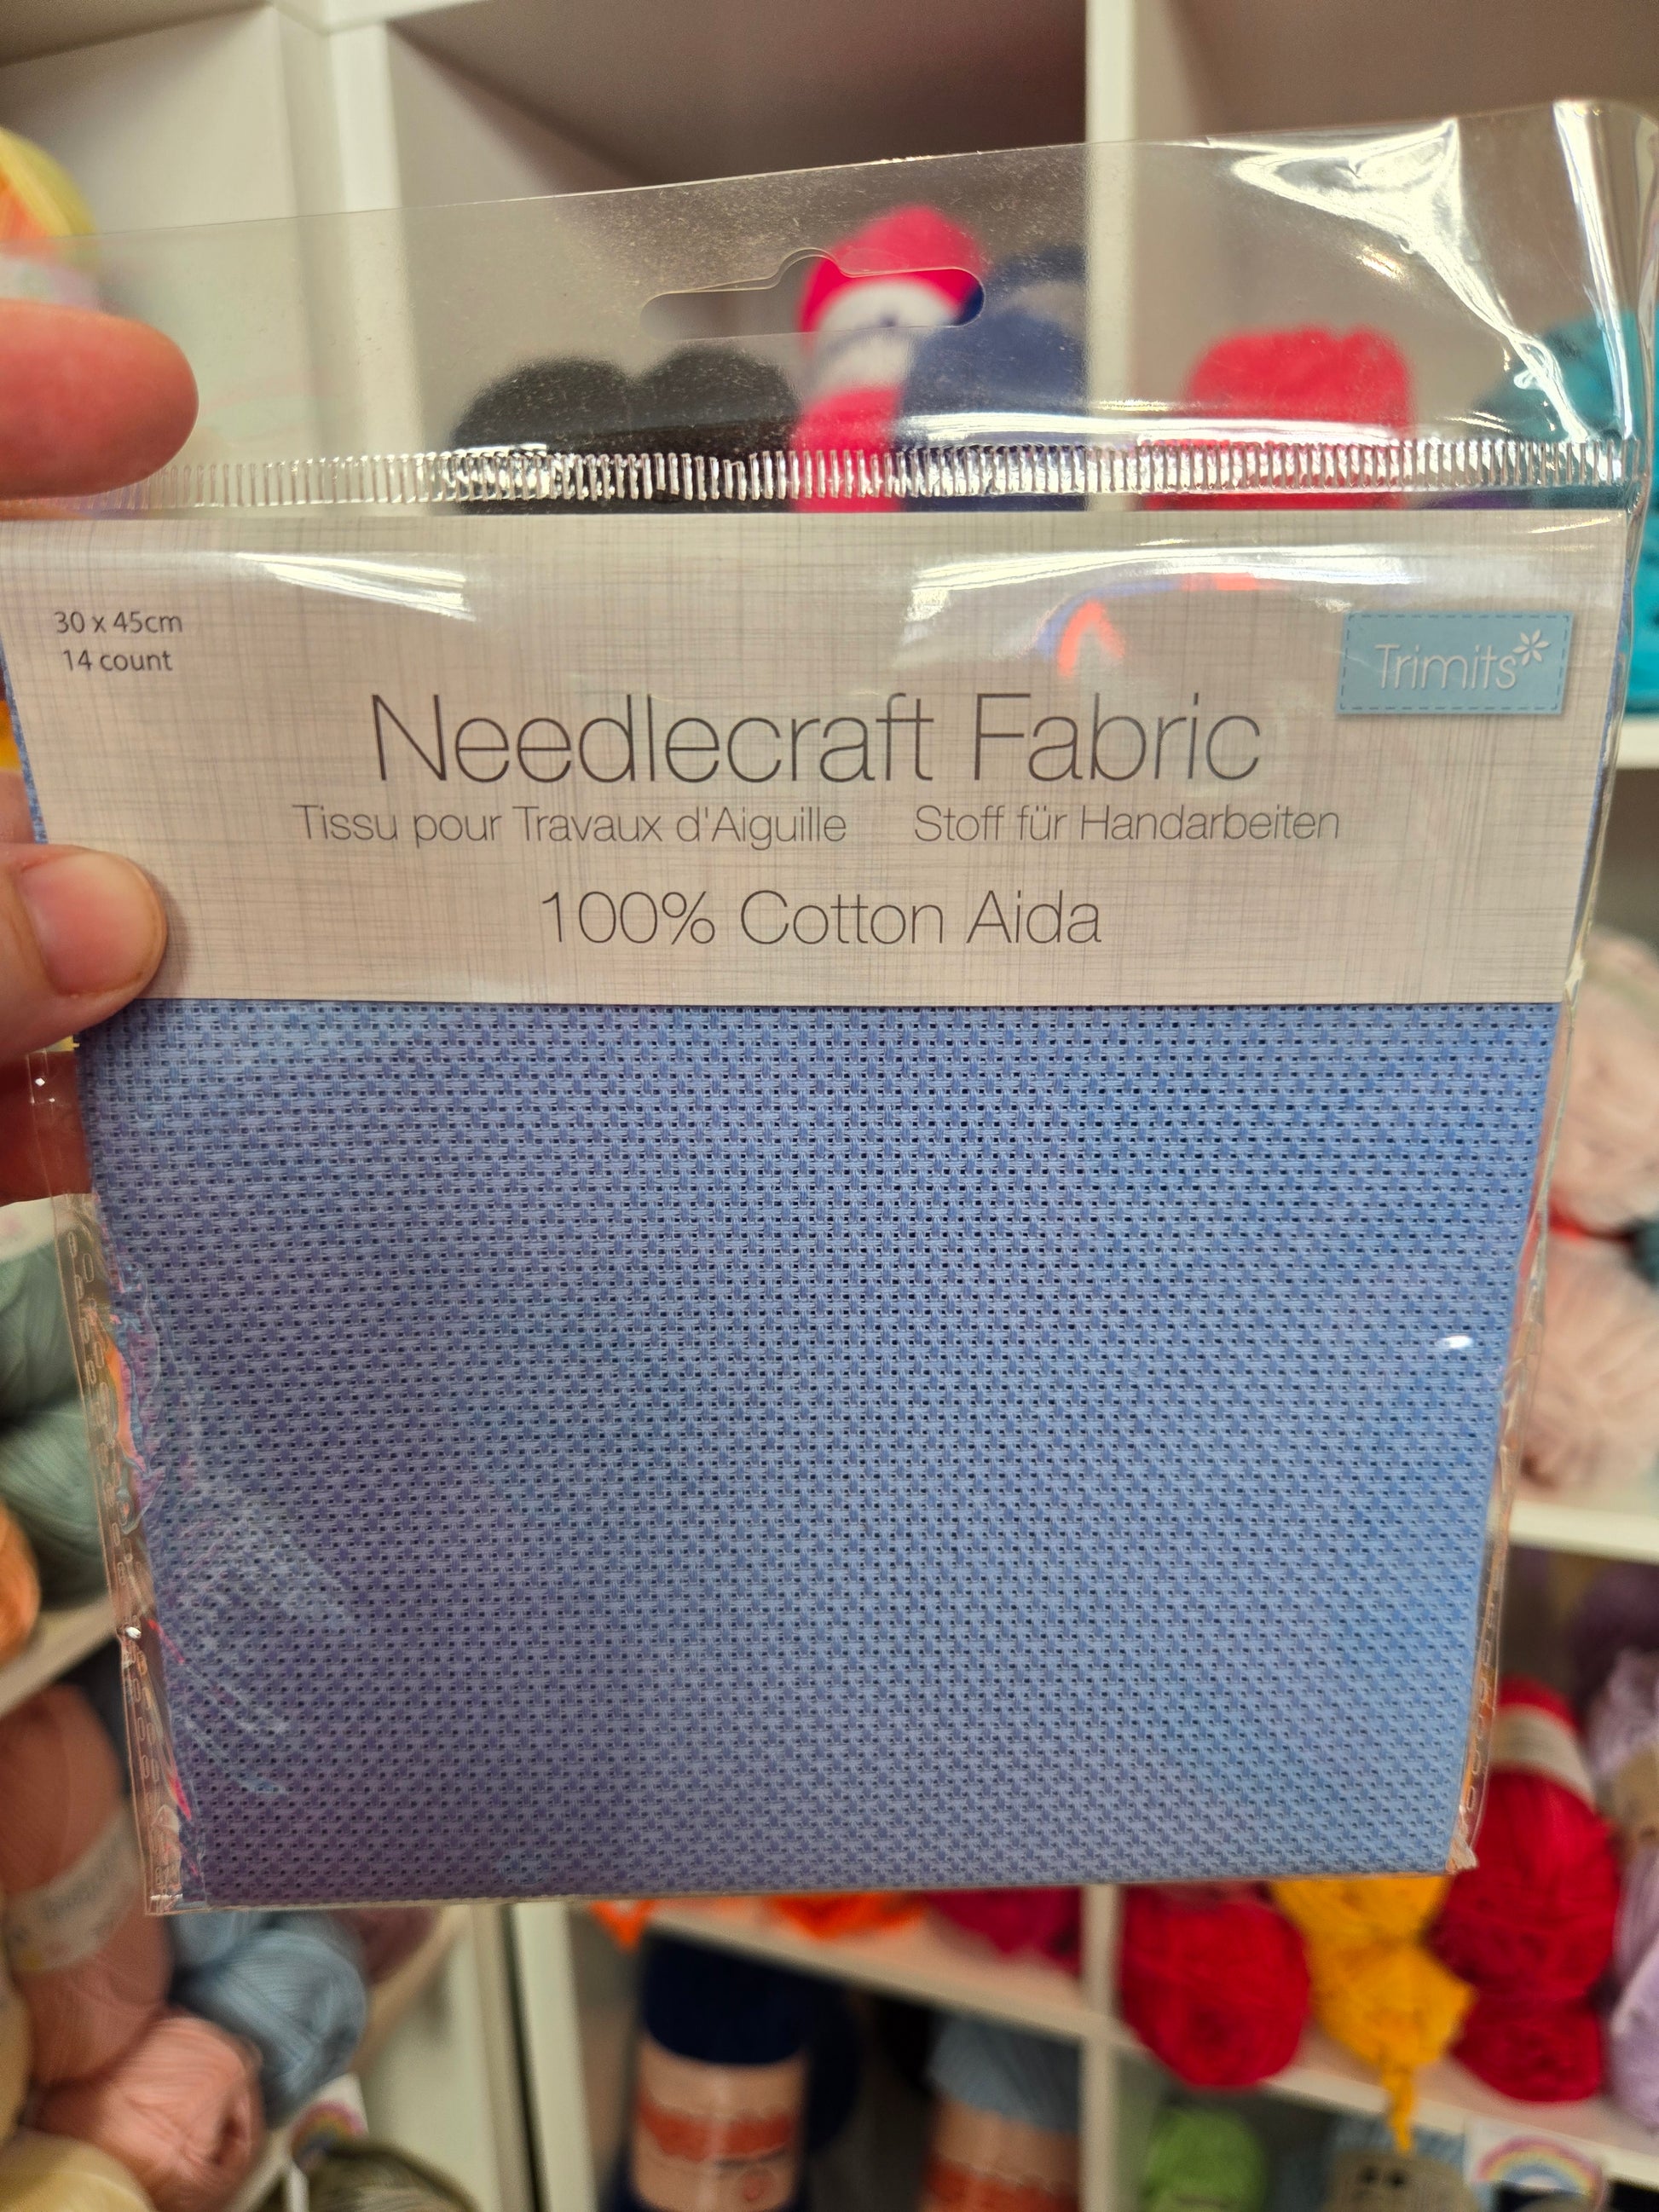 30 x 45cm
14 count
Trimits
Needlecraft Fabric
Tissu pour Travaux d'Aiguille Stoff für Handarbeiten
100% Cotton Aida